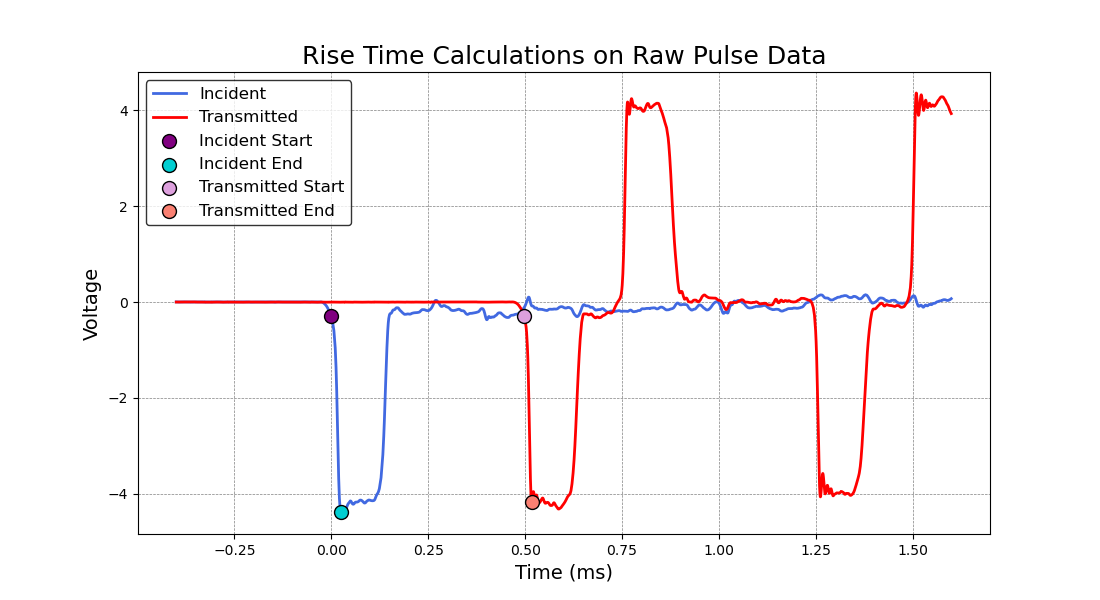 Rise Time Calculations on Raw Pulse Data
Incident
Transmitted
Incident Start
Incident End
Transmitted Start
Transmitted End
Voltage
4
2
0
−2
−4
−0.25
0.00
0.25
0.50
0.75
1.00
1.25
1.50
Time (ms)